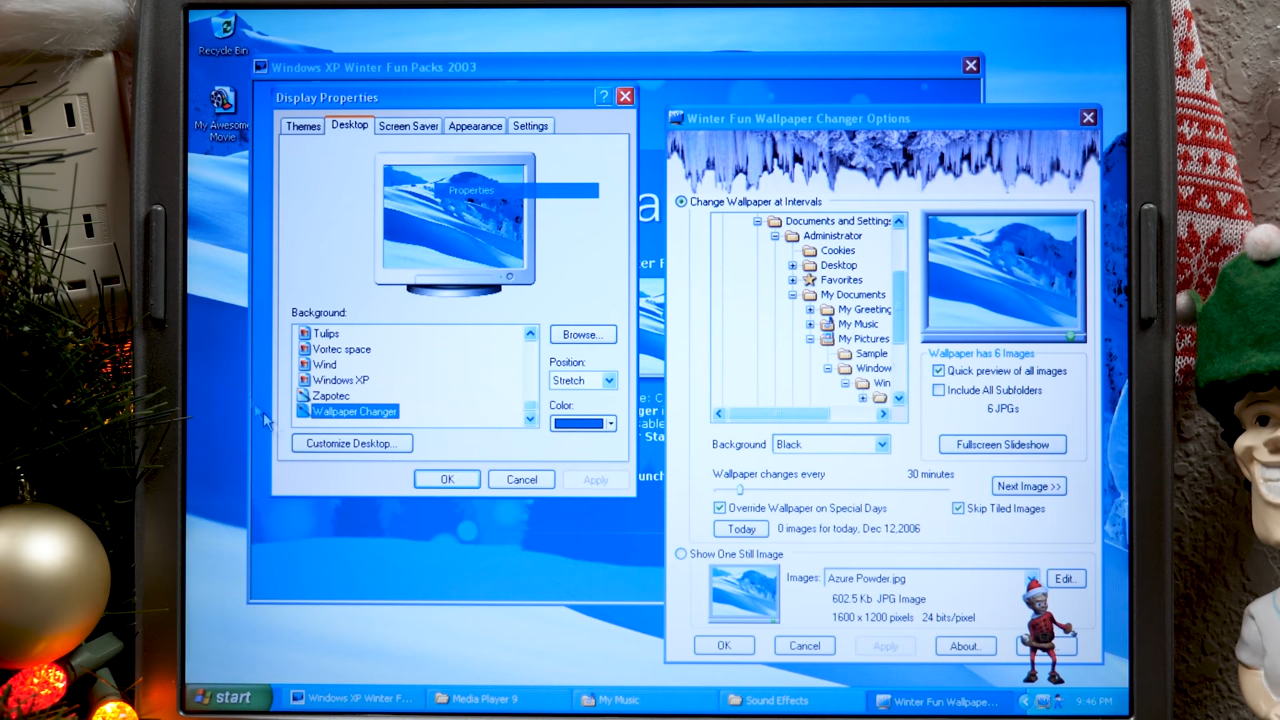 Recycle Bin
My Awesome
Movie
Windows XP Winter Fun Packs 2003
Display Properties
Themes
Desktop
Screen Saver
Appearance
Settings
Properties
Background:
Tulips
Vortec space
Wind
Windows XP
Zapotec
Wallpaper Changer
Browse...
Position:
Stretch
Color:
Customize Desktop...
OK
Cancel
Apply
Winter Fun Wallpaper Changer Options
Change Wallpaper at Intervals
Documents and Settings
Administrator
Cookies
Desktop
Favorites
My Documents
My Greeting
My Music
My Pictures
Sample
Window
Win
Wallpaper has 6 Images
Quick preview of all images
Include All Subfolders
6 JPGs
Background
Black
Fullscreen Slideshow
Wallpaper changes every
30 minutes
Next Image >>
Override Wallpaper on Special Days
Skip Tiled Images
Today
0 images for today, Dec 12,2006
Show One Still Image
Images:
Azure Powder.jpg
Edit..
602.5 Kb JPG Image
1600 x 1200 pixels 24 bits/pixel
OK
Cancel
Apply
About..
start
Windows XP Winter F...
Media Player 9
My Music
Sound Effects
Winter Fun Wallpape...
9:46 PM